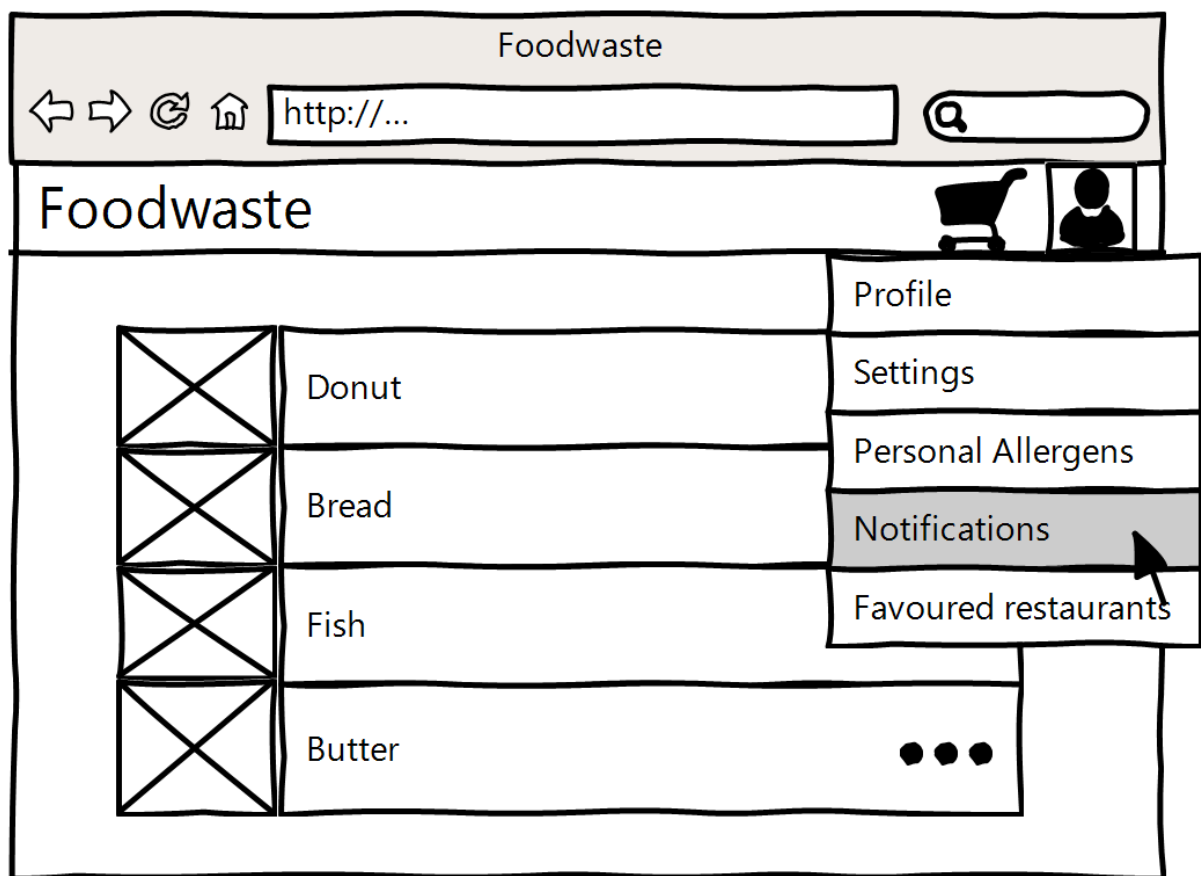 Foodwaste
http://...
Foodwaste
Profile
Settings
Personal Allergens
Notifications
Favoured restaurants
Donut
Bread
Fish
Butter